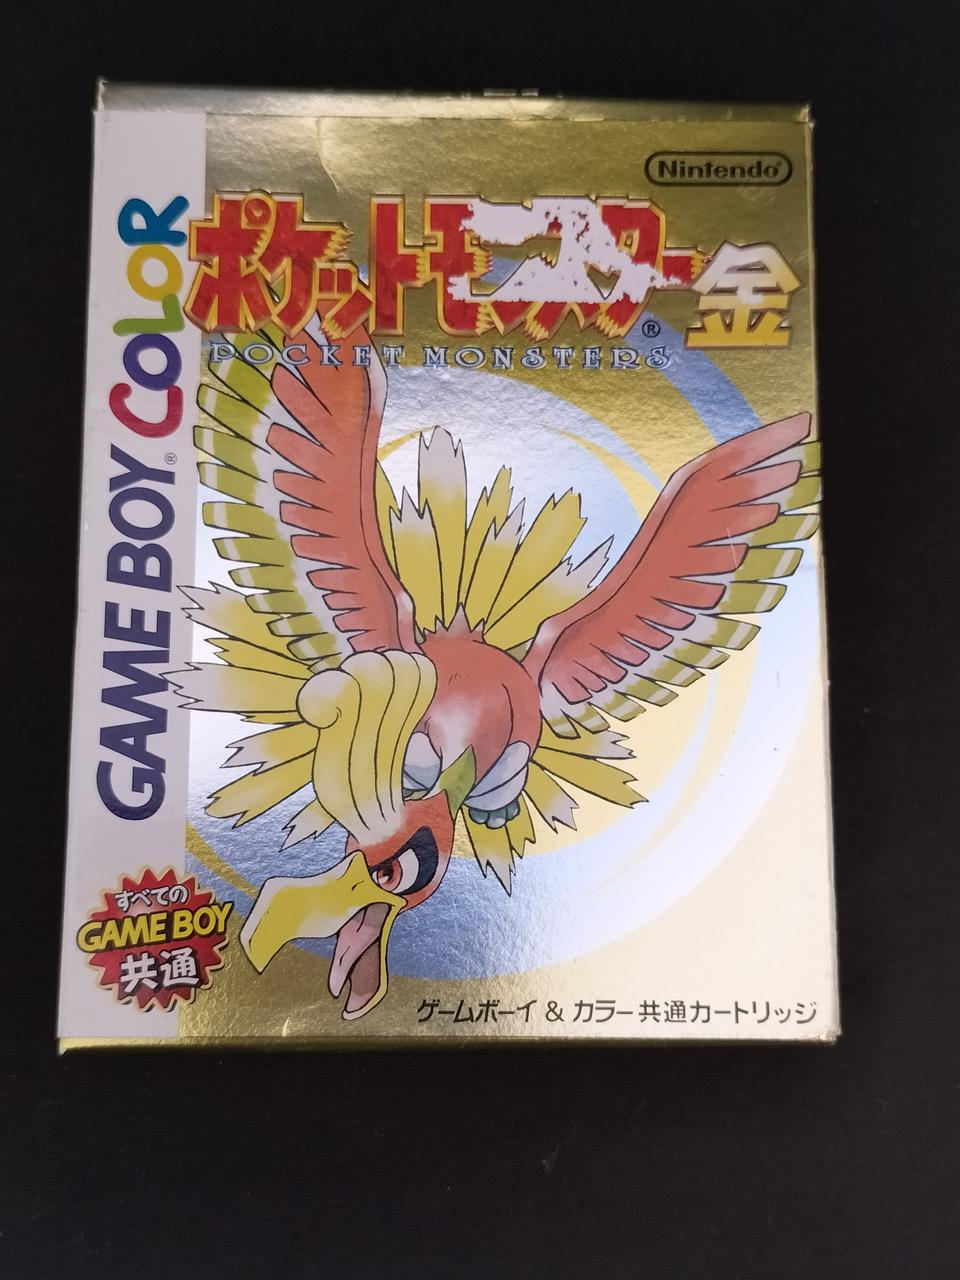 Nintendo®
ポケットモンスター金
®
POCKET MONSTERS
GAME BOY® COLOR
すべての
GAME BOY
共通
ゲームボーイ & カラー共通カートリッジ